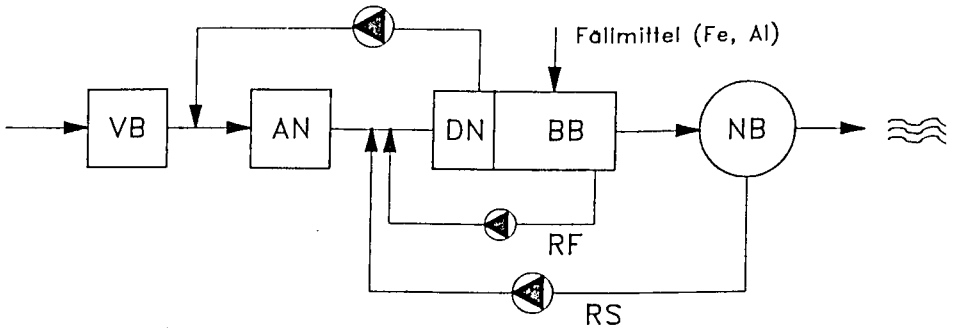 Fällmittel (Fe, Al)
VB
AN
DN
BB
NB
RF
RS